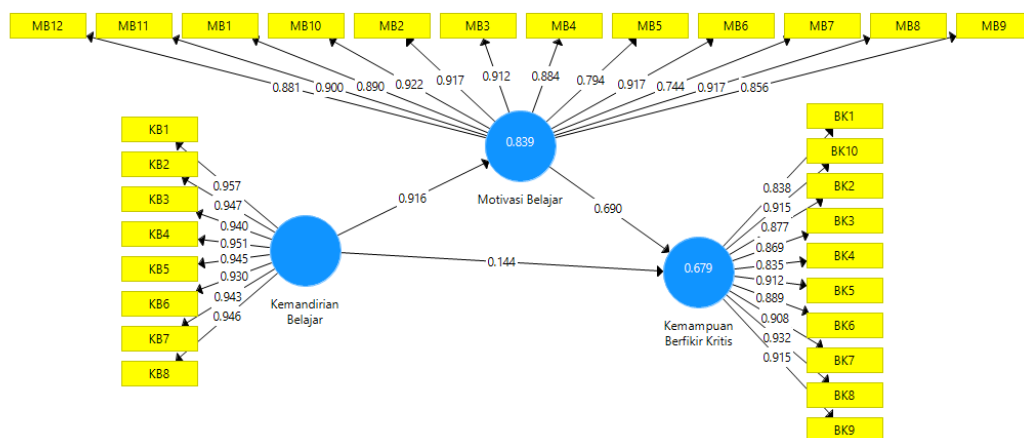 MB12 MB11 MB1 MB10 MB2 MB3 MB4 MB5 MB6 MB7 MB8 MB9
0.881 0.900 0.890 0.922 0.917 0.912 0.884 0.794 0.917 0.744 0.917 0.856
0.839
Motivasi Belajar
KB1
KB2
KB3
KB4
KB5
KB6
KB7
KB8
0.957
0.947
0.940
0.951
0.945
0.930
0.943
0.946
Kemandirian
Belajar
0.916
0.690
0.144
0.679
Kemampuan
Berfikir Kritis
0.838
0.915
0.877
0.869
0.835
0.912
0.889
0.908
0.932
0.915
BK1
BK10
BK2
BK3
BK4
BK5
BK6
BK7
BK8
BK9